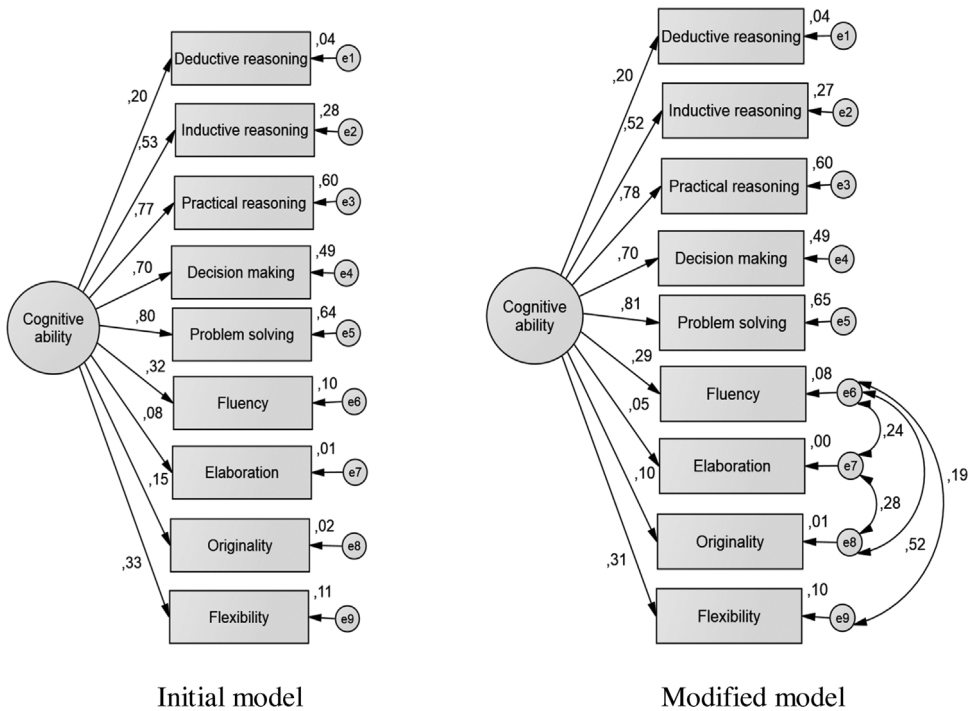 ,04
Deductive reasoning
e1
,20
,28
Inductive reasoning
e2
,53
,60
Practical reasoning
e3
,77
,49
Decision making
e4
,70
,64
Problem solving
e5
,80
Cognitive
ability
,32
,10
Fluency
e6
,08
,01
Elaboration
e7
,15
,02
Originality
e8
,33
,11
Flexibility
e9
Initial model
,04
Deductive reasoning
e1
,20
,27
Inductive reasoning
e2
,52
,60
Practical reasoning
e3
,78
,49
Decision making
e4
,70
,65
Problem solving
e5
,81
Cognitive
ability
,29
,08
Fluency
e6
,24
,05
,00
Elaboration
e7
,19
,28
,10
,01
Originality
e8
,52
,31
,10
Flexibility
e9
Modified model